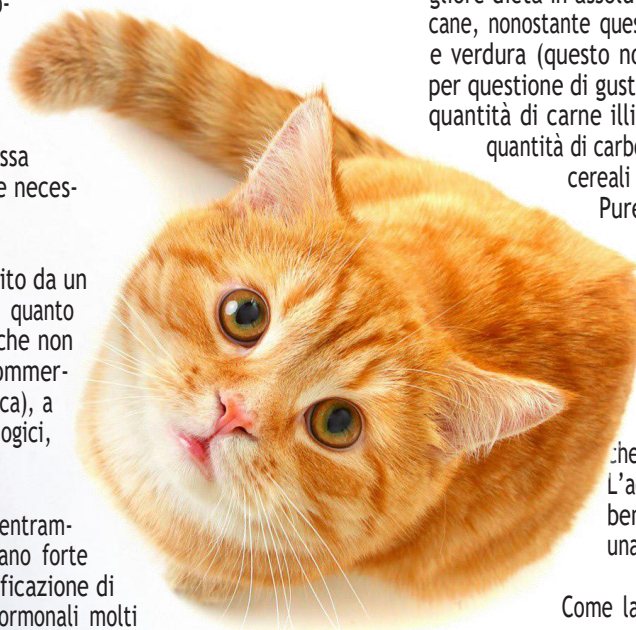 o-
ssa
e neces-
ito da un
quanto
che non
ommer-
ca), a
ogici,
entram-
ano forte
ificazione di
ormonali molti
gliore dieta in assolu
cane, nonostante ques
e verdura (questo no
per questione di gust
quantità di carne illi
quantità di carbo
cereali
Pure
che
L'a
ber
una
Come la